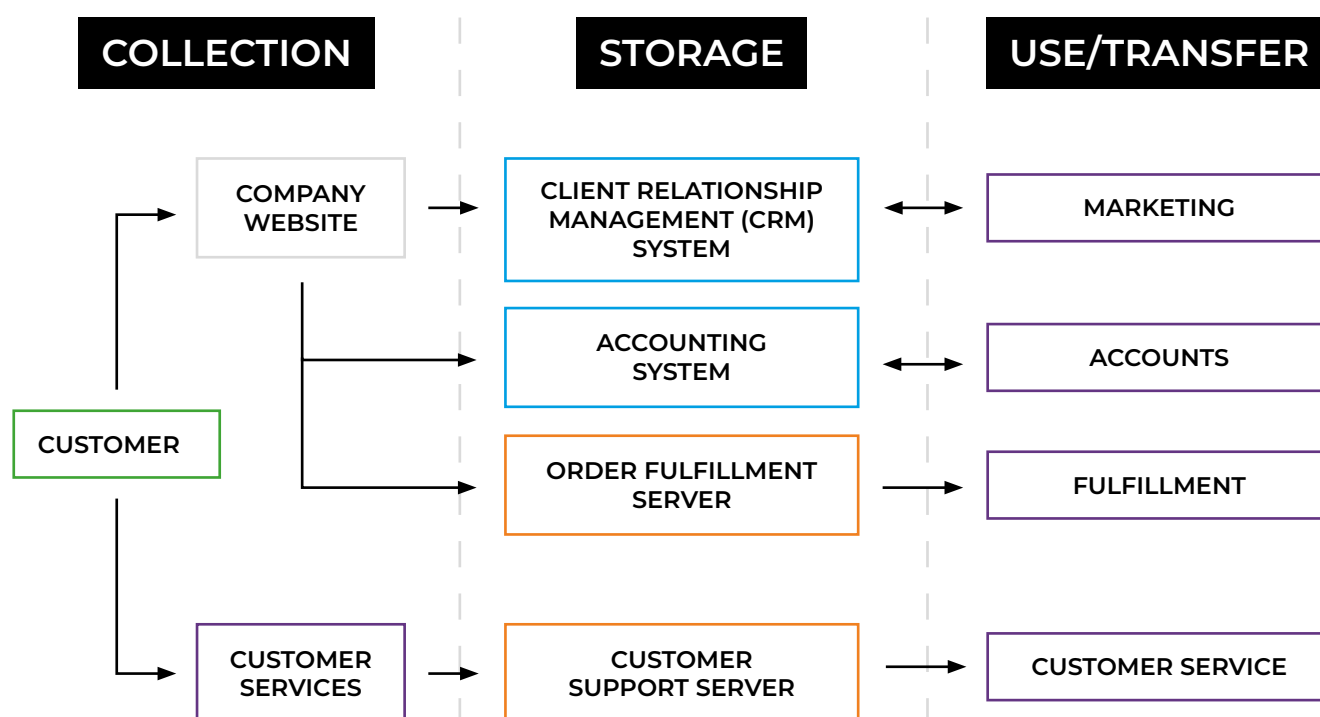 COLLECTION
STORAGE
USE/TRANSFER
COMPANY
WEBSITE
CLIENT RELATIONSHIP
MANAGEMENT (CRM)
SYSTEM
MARKETING
ACCOUNTING
SYSTEM
ACCOUNTS
CUSTOMER
ORDER FULFILLMENT
SERVER
FULFILLMENT
CUSTOMER
SERVICES
CUSTOMER
SUPPORT SERVER
CUSTOMER SERVICE